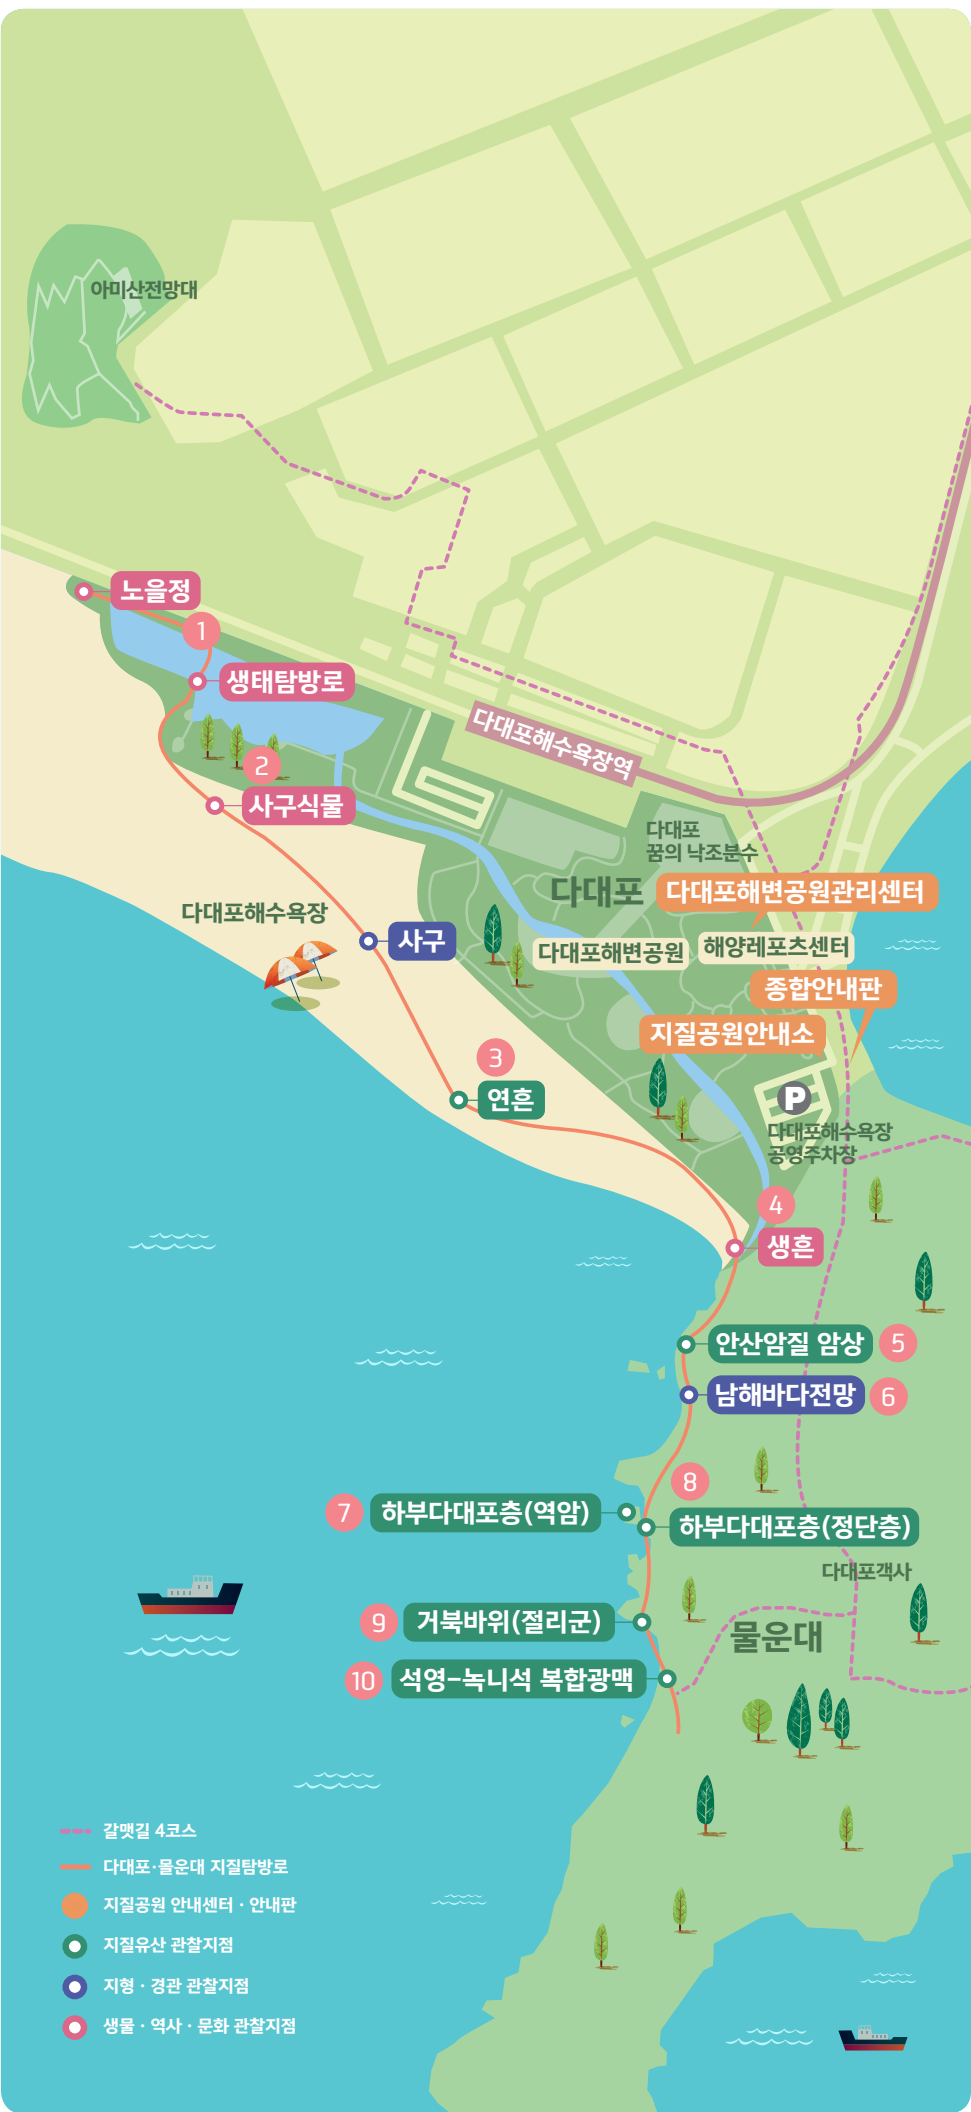 아미산전망대
노을정
1
생태탐방로
2
사구식물
다대포해수욕장역
다대포
꿈의 낙조분수
다대포
다대포해변공원관리센터
다대포해수욕장
사구
다대포해변공원
해양레포츠센터
종합안내판
지질공원안내소
3
연흔
P
다대포해수욕장
공영주차장
4
생흔
안산암질 암상
5
남해바다전망
6
8
7
하부다대포층(역암)
하부다대포층(정단층)
다대포객사
9
거북바위(절리군)
몰운대
10
석영-녹니석 복합광맥
갈맷길 4코스
다대포·몰운대 지질탐방로
지질공원 안내센터 · 안내판
지질유산 관찰지점
지형 · 경관 관찰지점
생물 · 역사 · 문화 관찰지점